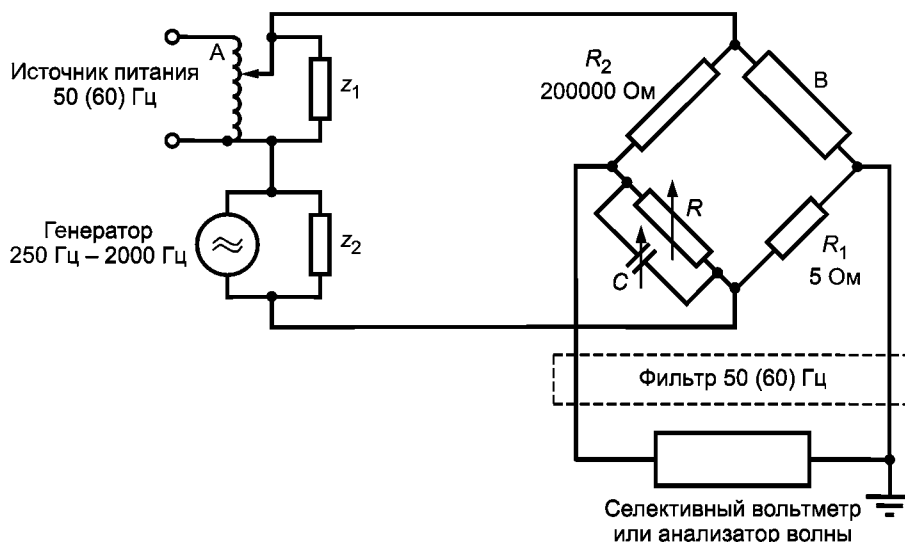 A
Источник питания
50 (60) Гц
z1
R2
200000 Ом
B
Генератор
250 Гц – 2000 Гц
z2
R
C
R1
5 Ом
Фильтр 50 (60) Гц
Селективный вольтметр
или анализатор волны